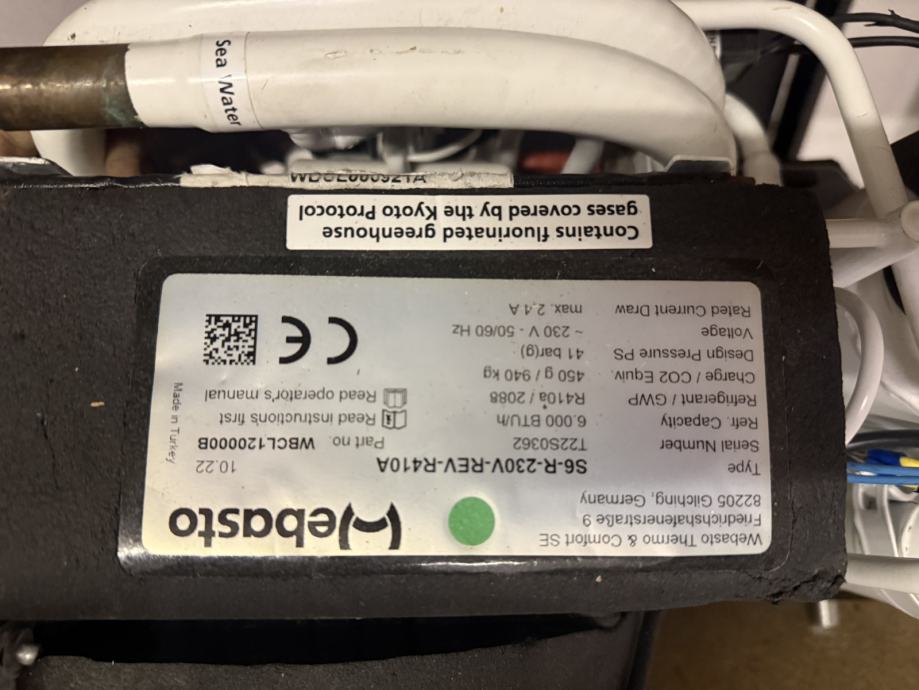 Sea Water
Contains fluorinated greenhouse
gases covered by the Kyoto Protocol
Webasto
Webasto Thermo & Comfort SE
Friedrichshafenerstraße 9
82205 Gilching, Germany
Type S6-R-230V-REV-R410A 10.22
Serial Number T22S0362 Part no. WBCL120000B
Refr. Capacity 6.000 BTU/h Read instructions first
Refrigerant / GWP R410a / 2088 Read operator's manual
Charge / CO2 Equiv. 450 g / 940 kg
Design Pressure PS 41 bar(g)
Voltage ~ 230 V - 50/60 Hz
Rated Current Draw max. 2,4 A
CE
Made in Turkey